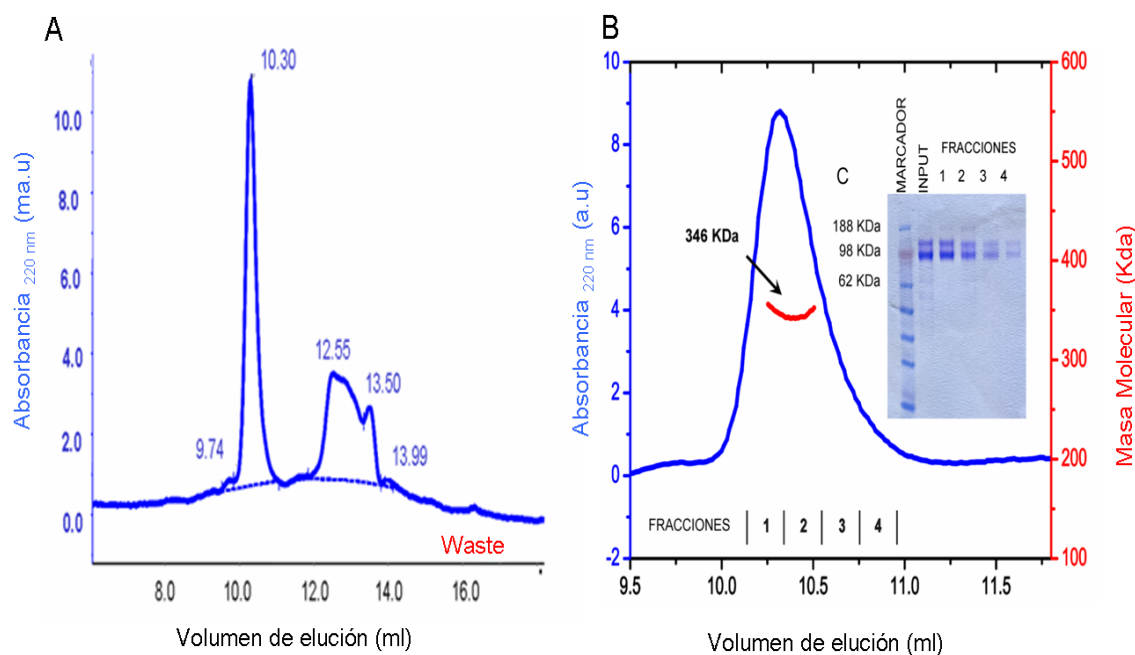 A
10.30
10.0
8.0
6.0
4.0
2.0
0.0
Absorbancia 220 nm (ma.u)
9.74
12.55
13.50
13.99
Waste
8.0 10.0 12.0 14.0 16.0
Volumen de elución (ml)
B
10
8
6
4
2
0
-2
Absorbancia 220 nm (a.u)
346 KDa
C
MARCADOR
INPUT
FRACCIONES
1 2 3 4
188 KDa
98 KDa
62 KDa
600
500
400
300
200
100
Masa Molecular (Kda)
FRACCIONES 1 2 3 4
9.5 10.0 10.5 11.0 11.5
Volumen de elución (ml)